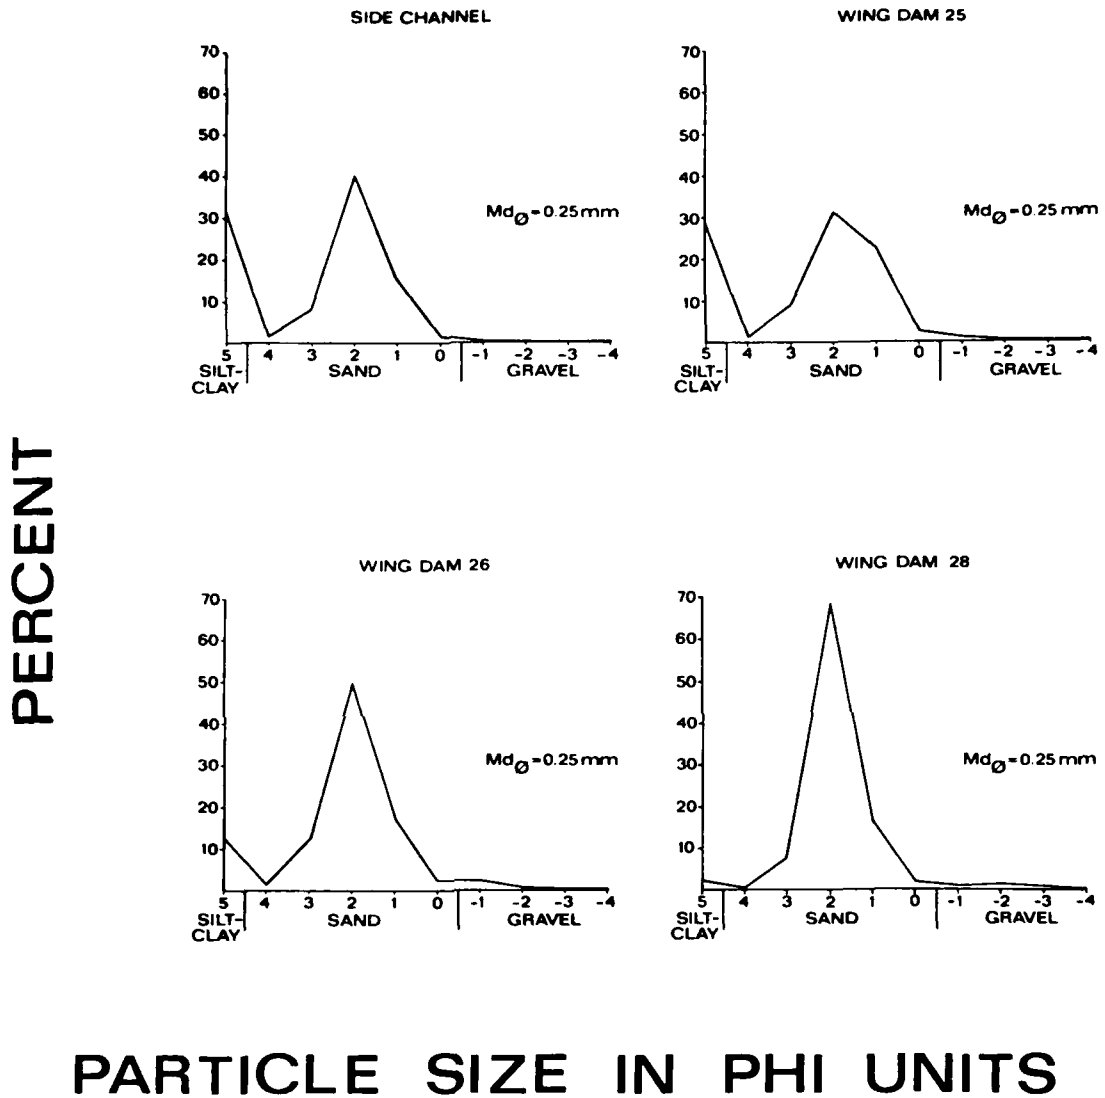 SIDE CHANNEL
70
60
50
40
30
20
10
Md∅=0.25mm
5 4 3 2 1 0 -1 -2 -3 -4
SILT-CLAY SAND GRAVEL
WING DAM 25
70
60
50
40
30
20
10
Md∅=0.25mm
5 4 3 2 1 0 -1 -2 -3 -4
SILT-CLAY SAND GRAVEL
PERCENT
WING DAM 26
70
60
50
40
30
20
10
Md∅=0.25mm
5 4 3 2 1 0 -1 -2 -3 -4
SILT-CLAY SAND GRAVEL
WING DAM 28
70
60
50
40
30
20
10
Md∅=0.25mm
5 4 3 2 1 0 -1 -2 -3 -4
SILT-CLAY SAND GRAVEL
PARTICLE SIZE IN PHI UNITS